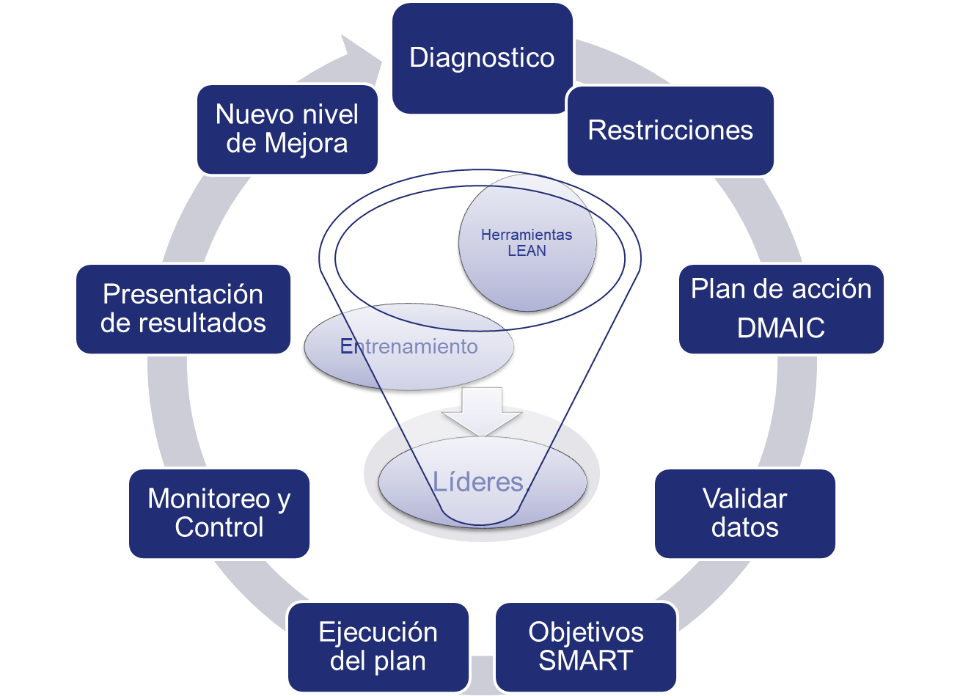 Diagnostico
Restricciones
Plan de acción
DMAIC
Validar
datos
Objetivos
SMART
Ejecución
del plan
Monitoreo y
Control
Presentación
de resultados
Nuevo nivel
de Mejora
Herramientas
LEAN
Entrenamiento
Líderes